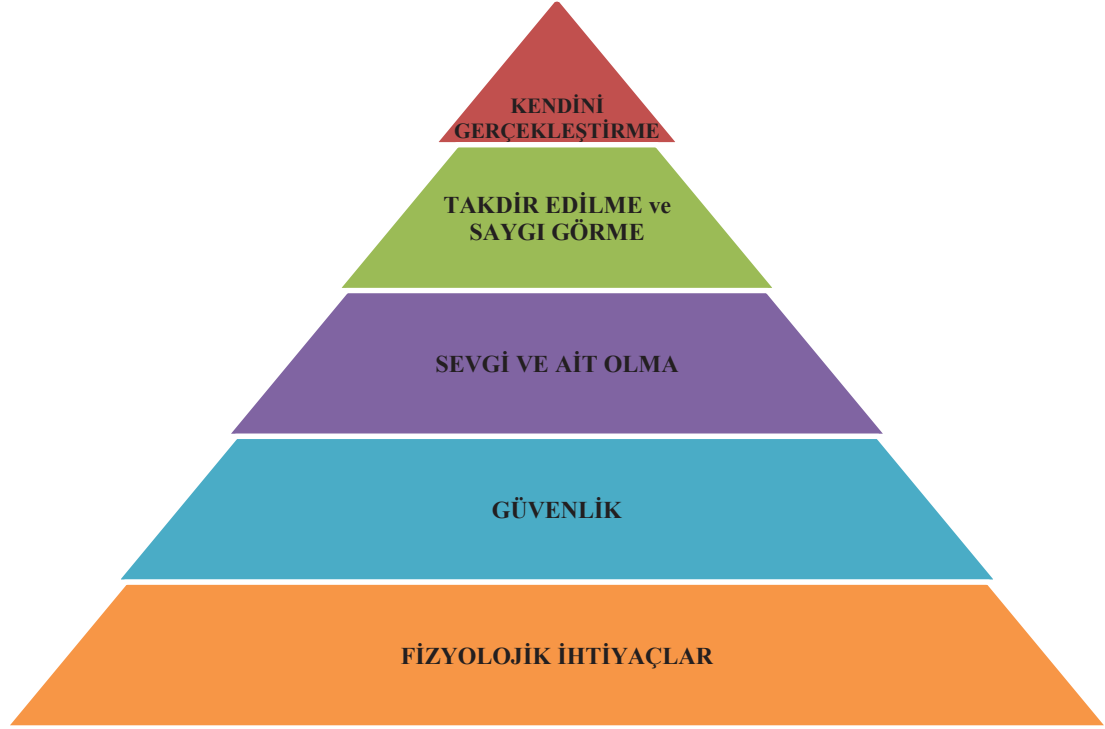 KENDİNİ
GERÇEKLEŞTİRME
TAKDİR EDİLME ve
SAYGI GÖRME
SEVGİ VE AİT OLMA
GÜVENLİK
FİZYOLOJİK İHTİYAÇLAR